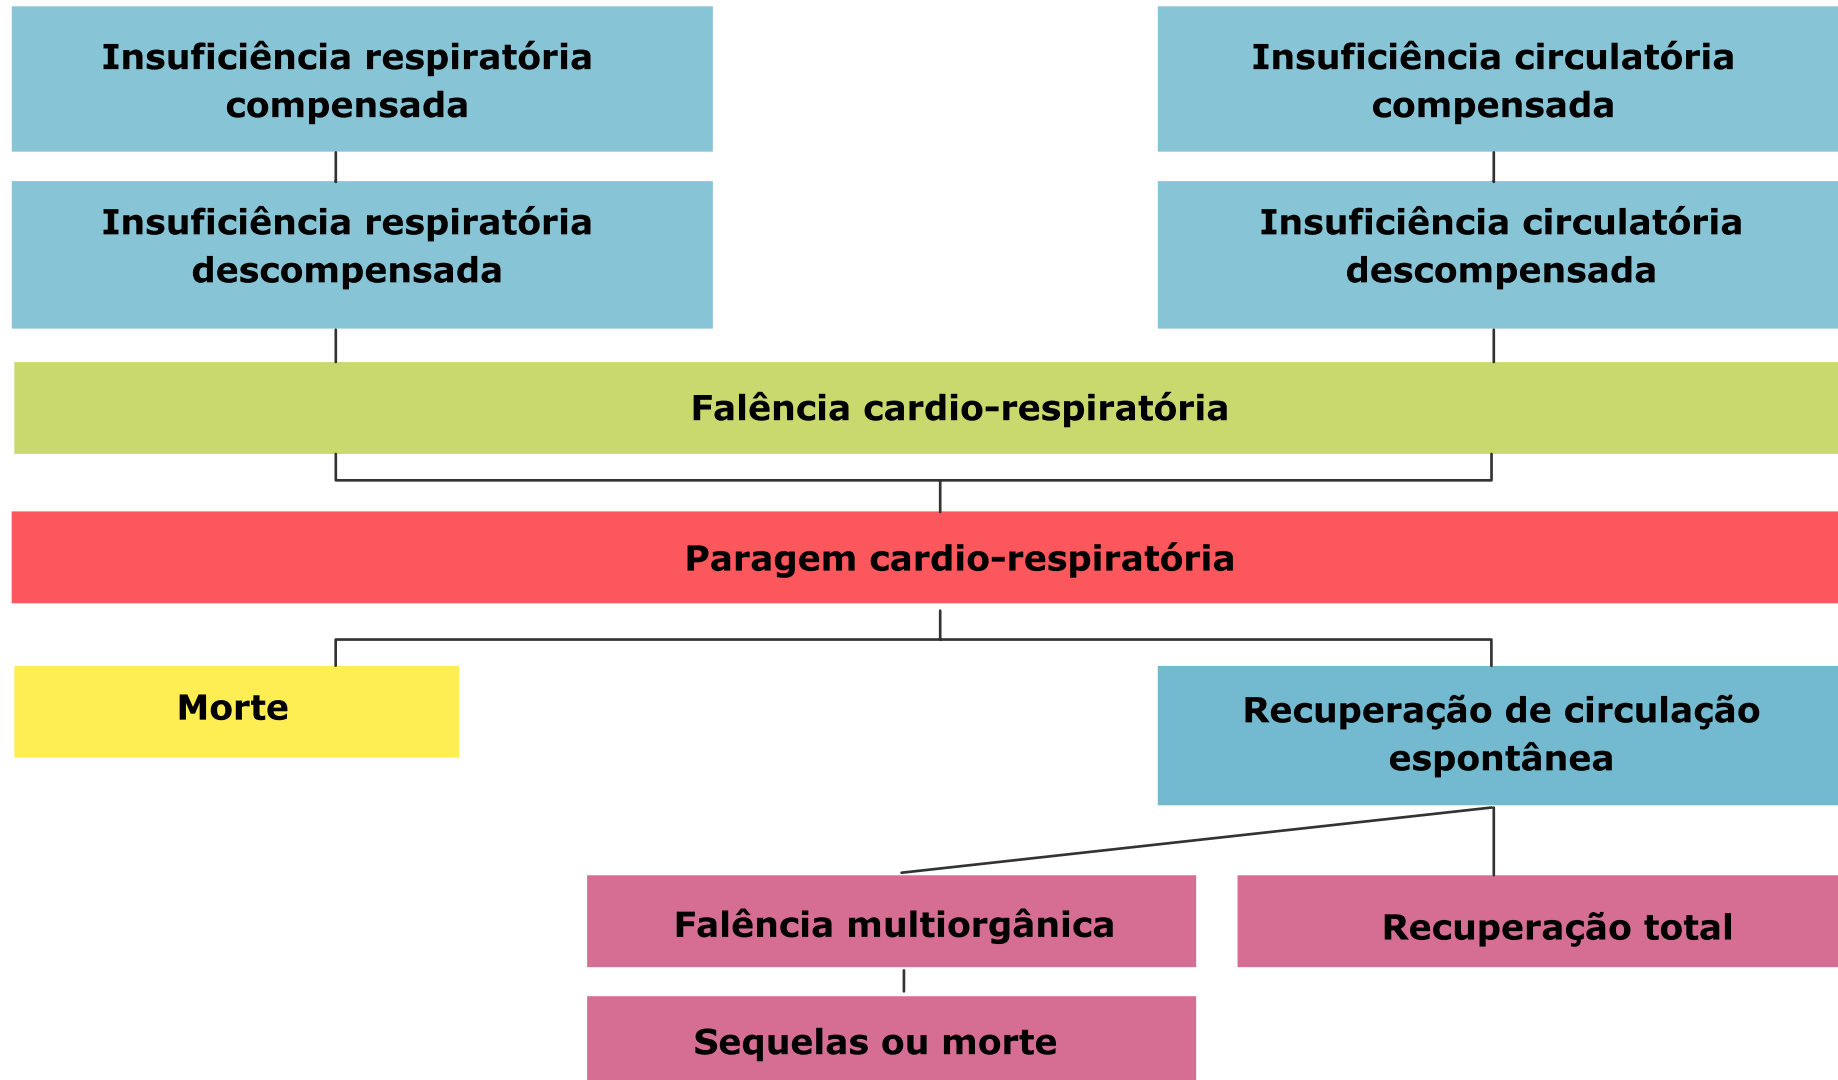 Insuficiência respiratória
compensada
Insuficiência circulatória
compensada
Insuficiência respiratória
descompensada
Insuficiência circulatória
descompensada
Falência cardio-respiratória
Paragem cardio-respiratória
Morte
Recuperação de circulação
espontânea
Falência multiorgânica
Recuperação total
Sequelas ou morte